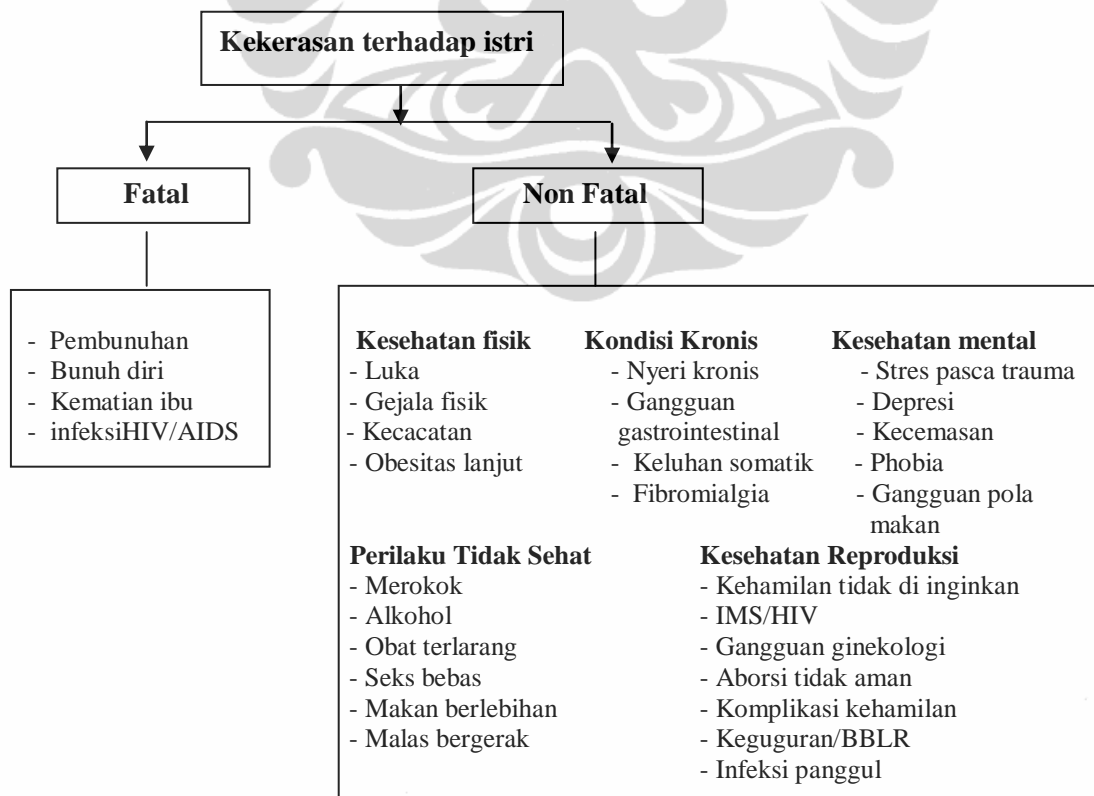 Kekerasan terhadap istri
Fatal
Non Fatal
- Pembunuhan
- Bunuh diri
- Kematian ibu
- infeksiHIV/AIDS
Kesehatan fisik
- Luka
- Gejala fisik
- Kecacatan
- Obesitas lanjut
Kondisi Kronis
- Nyeri kronis
- Gangguan
gastrointestinal
- Keluhan somatik
- Fibromialgia
Kesehatan mental
- Stres pasca trauma
- Depresi
- Kecemasan
- Phobia
- Gangguan pola
makan
Perilaku Tidak Sehat
- Merokok
- Alkohol
- Obat terlarang
- Seks bebas
- Makan berlebihan
- Malas bergerak
Kesehatan Reproduksi
- Kehamilan tidak di inginkan
- IMS/HIV
- Gangguan ginekologi
- Aborsi tidak aman
- Komplikasi kehamilan
- Keguguran/BBLR
- Infeksi panggul